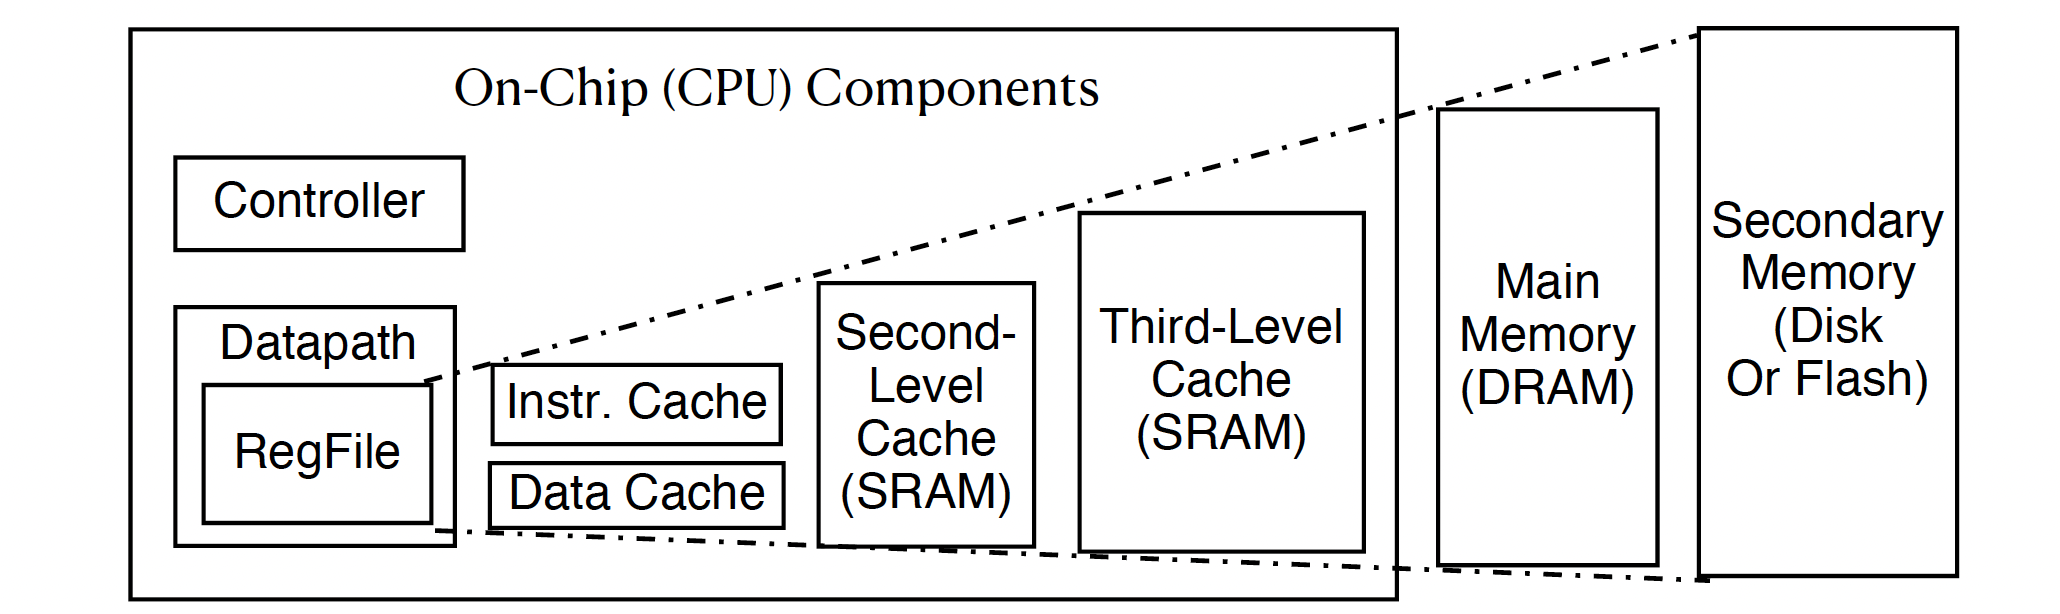 On-Chip (CPU) Components
Controller
Datapath
RegFile
Instr. Cache
Data Cache
Second-
Level
Cache
(SRAM)
Third-Level
Cache
(SRAM)
Main
Memory
(DRAM)
Secondary
Memory
(Disk
Or Flash)